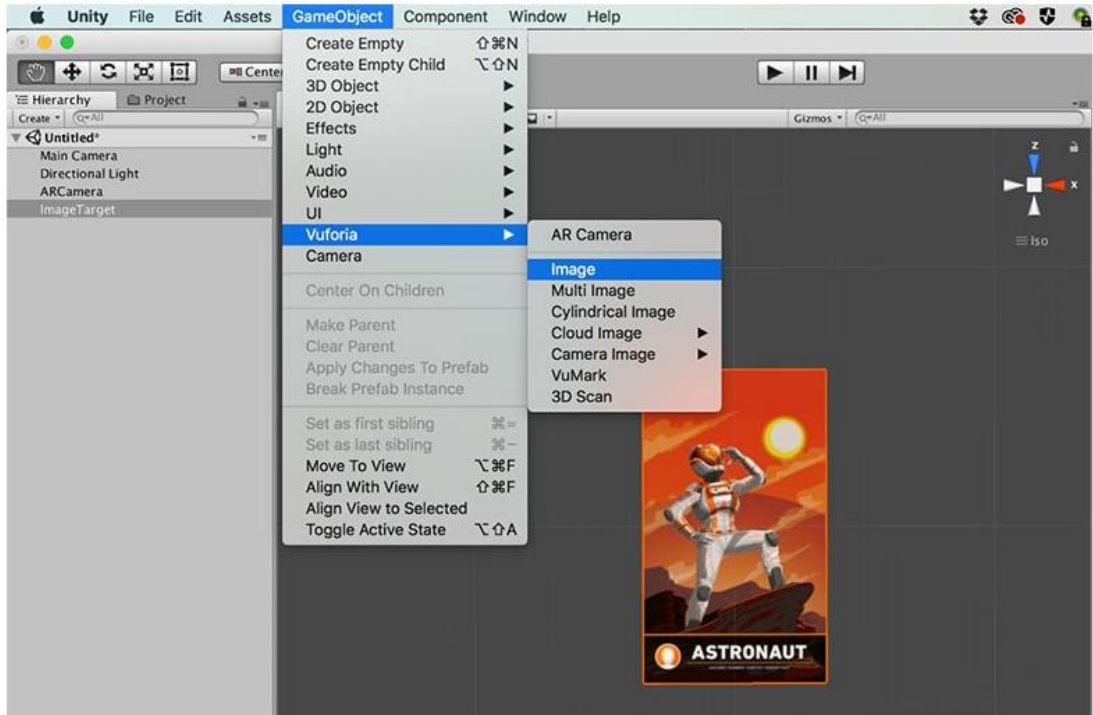 Unity File Edit Assets GameObject Component Window Help
Center
Hierarchy Project
Create Q▾All
Untitled*
Main Camera
Directional Light
ARCamera
ImageTarget
Create Empty ⇧⌘N
Create Empty Child ⌥⇧N
3D Object
2D Object
Effects
Light
Audio
Video
UI
Vuforia
Camera
Center On Children
Make Parent
Clear Parent
Apply Changes To Prefab
Break Prefab Instance
Set as first sibling ⌘=
Set as last sibling ⌘-
Move To View ⌥⌘F
Align With View ⇧⌘F
Align View to Selected
Toggle Active State ⌥⇧A
AR Camera
Image
Multi Image
Cylindrical Image
Cloud Image
Camera Image
VuMark
3D Scan
Gizmos Q▾All
z
x
Iso
ASTRONAUT